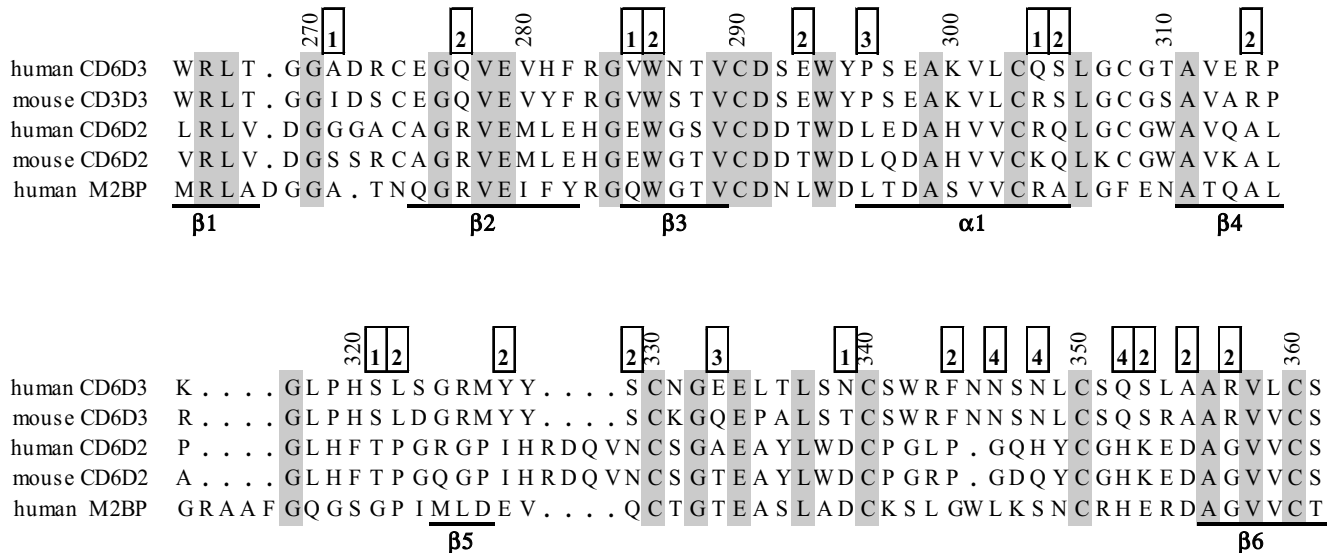 270 1 2 280 1 2 290 2 3 300 1 2 310 2
human CD6D3 W R L T . G G A D R C E G Q V E V H F R G V W N T V C D S E W Y P S E A K V L C Q S L G C G T A V E R P
mouse CD3D3 W R L T . G G I D S C E G Q V E V Y F R G V W S T V C D S E W Y P S E A K V L C R S L G C G S A V A R P
human CD6D2 L R L V . D G G G A C A G R V E M L E H G E W G S V C D D T W D L E D A H V V C R Q L G C G W A V Q A L
mouse CD6D2 V R L V . D G S S R C A G R V E M L E H G E W G T V C D D T W D L Q D A H V V C K Q L K C G W A V K A L
human M2BP M R L A D G G A . T N Q G R V E I F Y R G Q W G T V C D N L W D L T D A S V V C R A L G F E N A T Q A L
β1 β2 β3 α1 β4
320 1 2 2 2 330 3 1 340 2 4 4 350 4 2 2 2 360
human CD6D3 K . . . . G L P H S L S G R M Y Y . . . . S C N G E E L T L S N C S W R F N N S N L C S Q S L A A R V L C S
mouse CD6D3 R . . . . G L P H S L D G R M Y Y . . . . S C K G Q E P A L S T C S W R F N N S N L C S Q S R A A R V V C S
human CD6D2 P . . . . G L H F T P G R G P I H R D Q V N C S G A E A Y L W D C P G L P . G Q H Y C G H K E D A G V V C S
mouse CD6D2 A . . . . G L H F T P G Q G P I H R D Q V N C S G T E A Y L W D C P G R P . G D Q Y C G H K E D A G V V C S
human M2BP G R A A F G Q G S G P I M L D E V . . . . Q C T G T E A S L A D C K S L G W L K S N C R H E R D A G V V C T
β5 β6